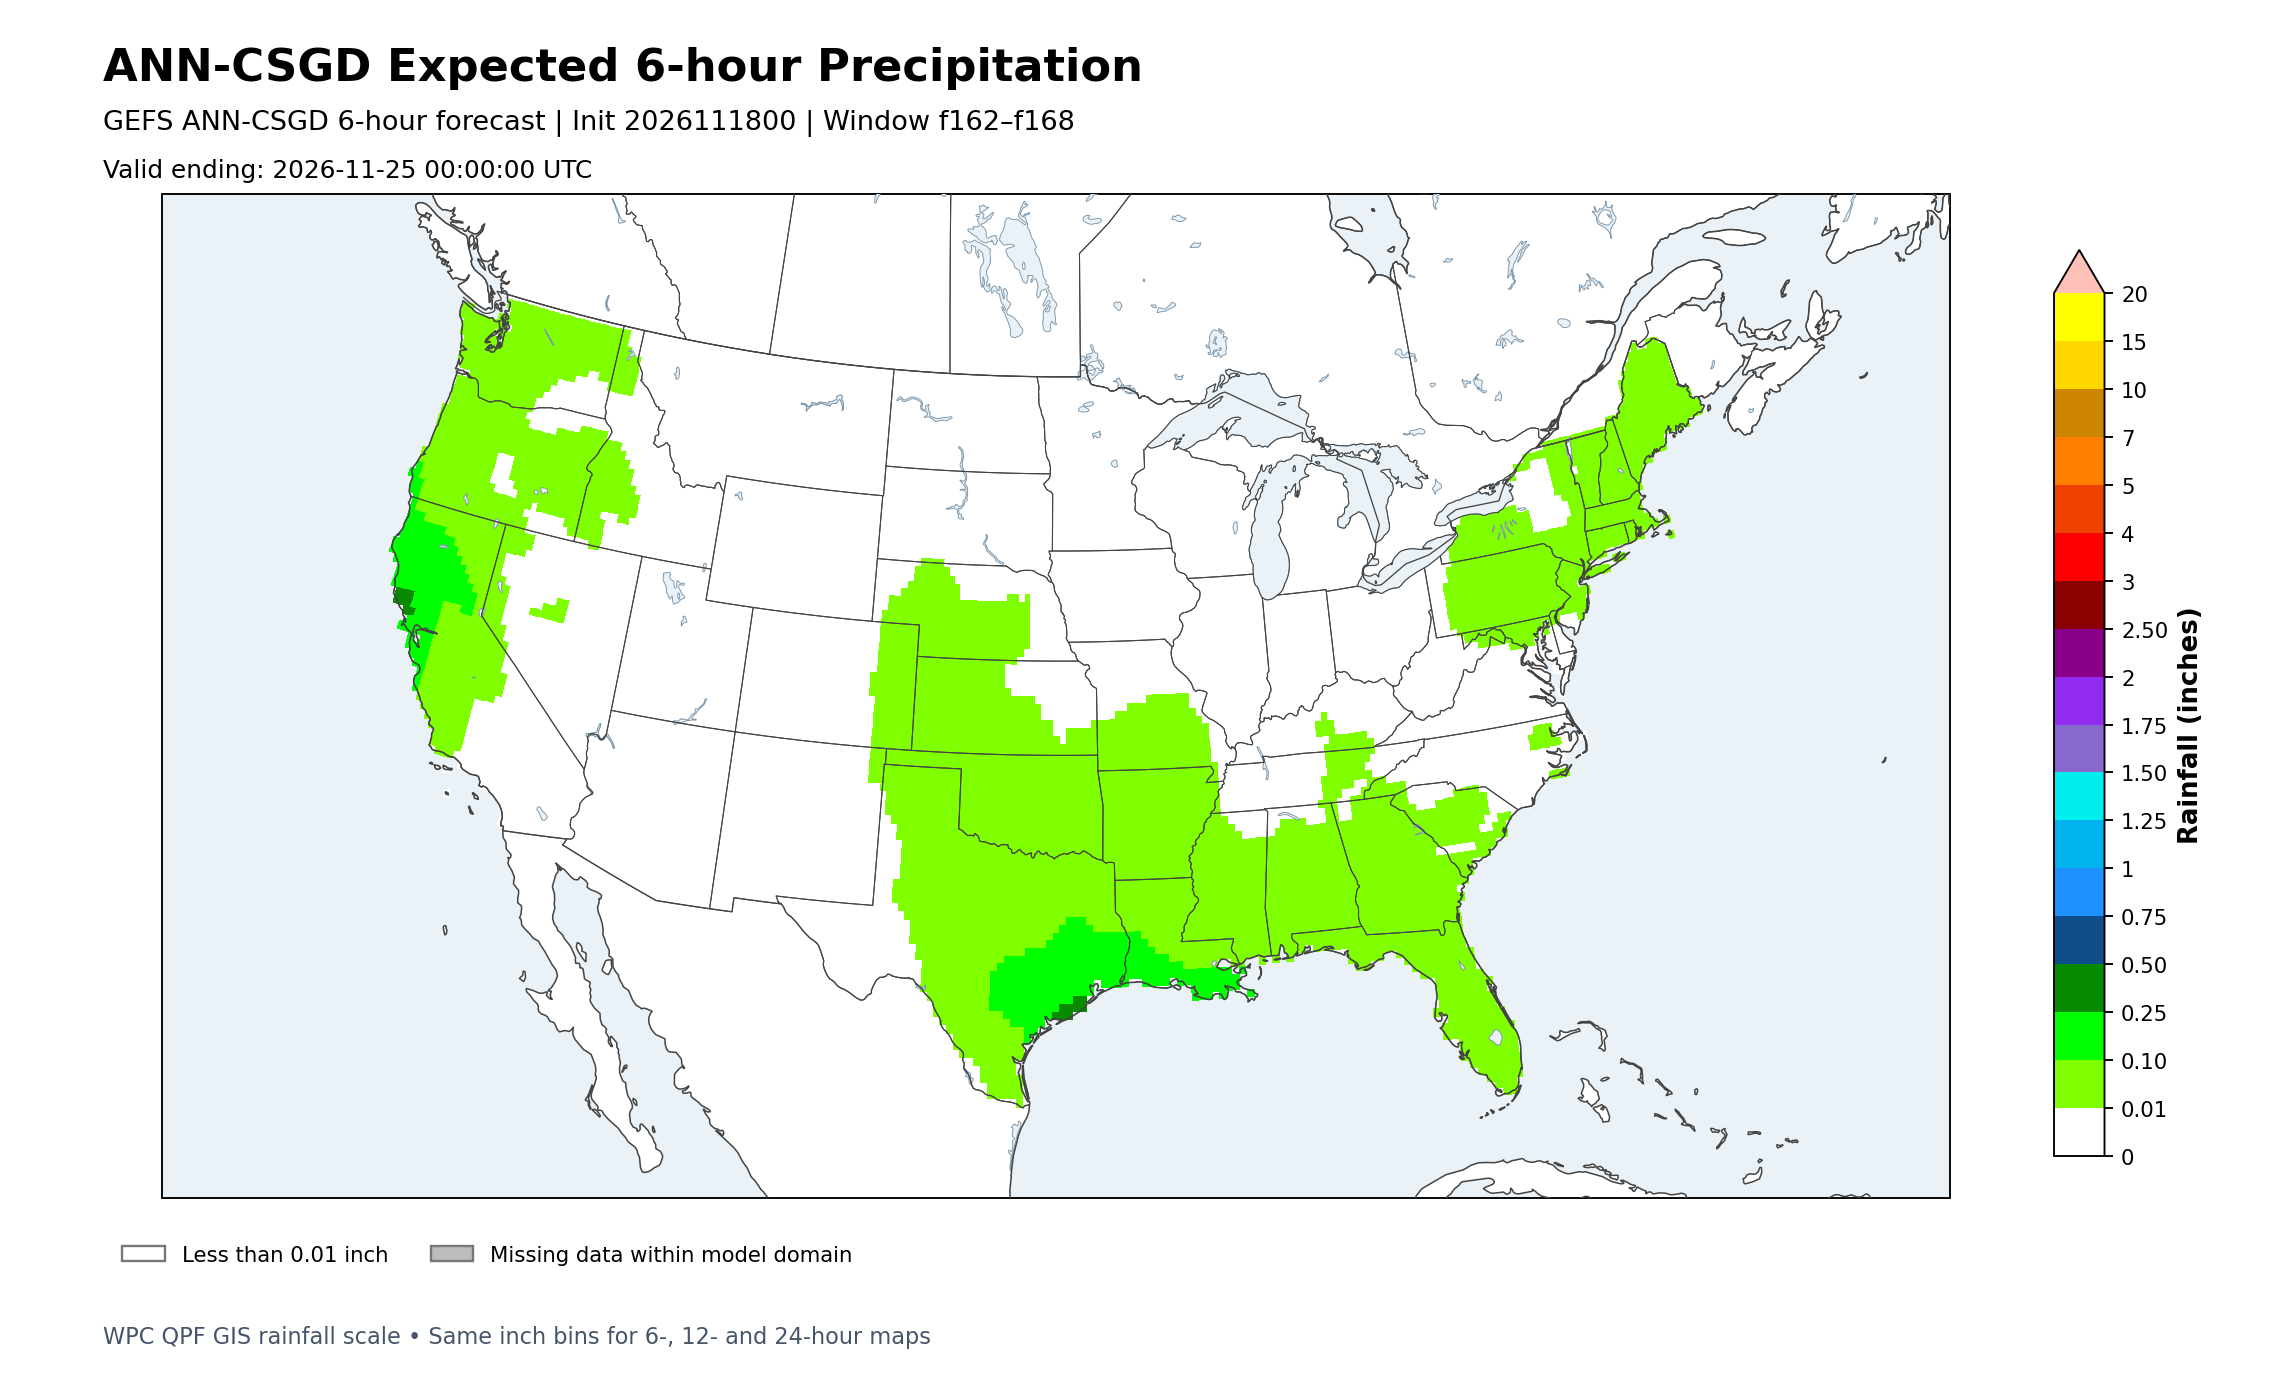 ANN-CSGD Expected 6-hour Precipitation
GEFS ANN-CSGD 6-hour forecast | Init 2026111800 | Window f162–f168
Valid ending: 2026-11-25 00:00:00 UTC
20
15
10
7
5
4
3
2.50
2
1.75
1.50
1.25
1
0.75
0.50
0.25
0.10
0.01
0
Rainfall (inches)
Less than 0.01 inch
Missing data within model domain
WPC QPF GIS rainfall scale • Same inch bins for 6-, 12- and 24-hour maps